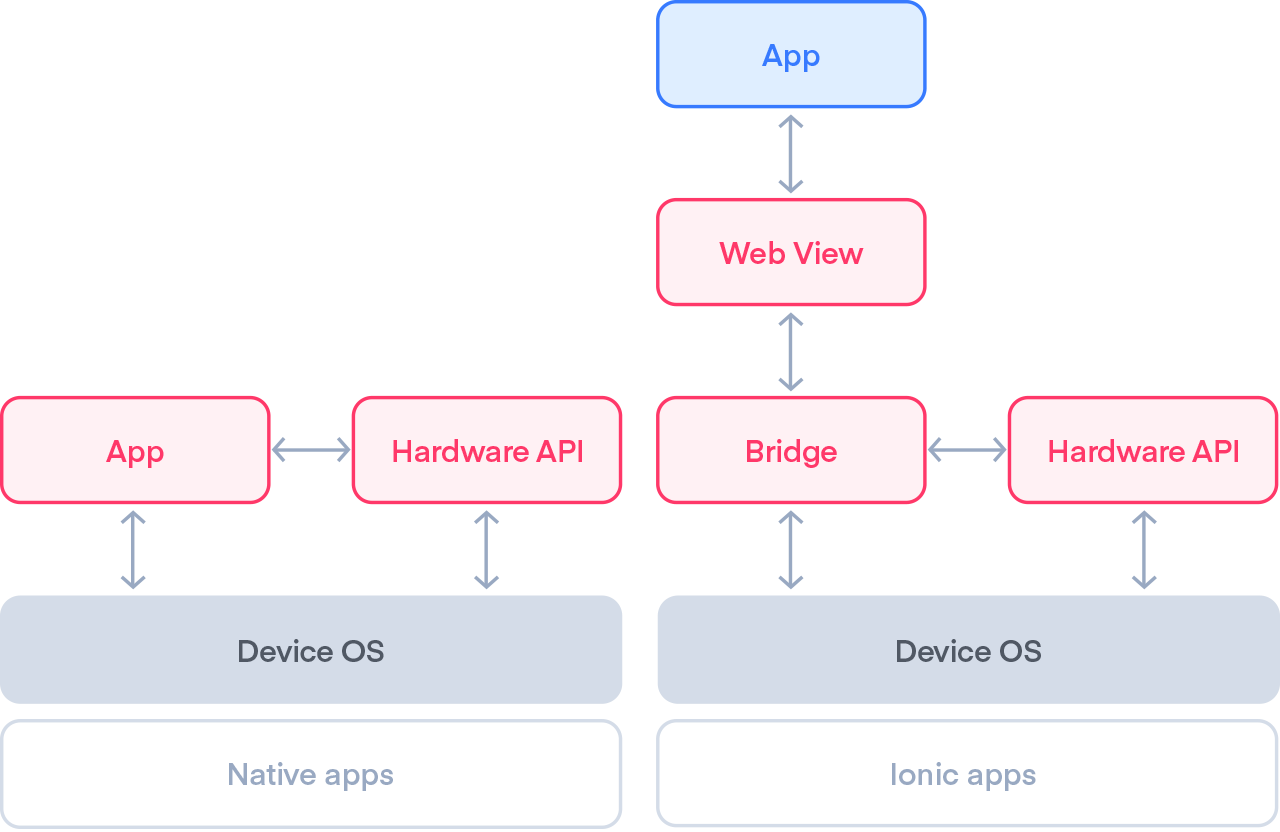 App
Web View
App
Hardware API
Bridge
Hardware API
Device OS
Device OS
Native apps
Ionic apps